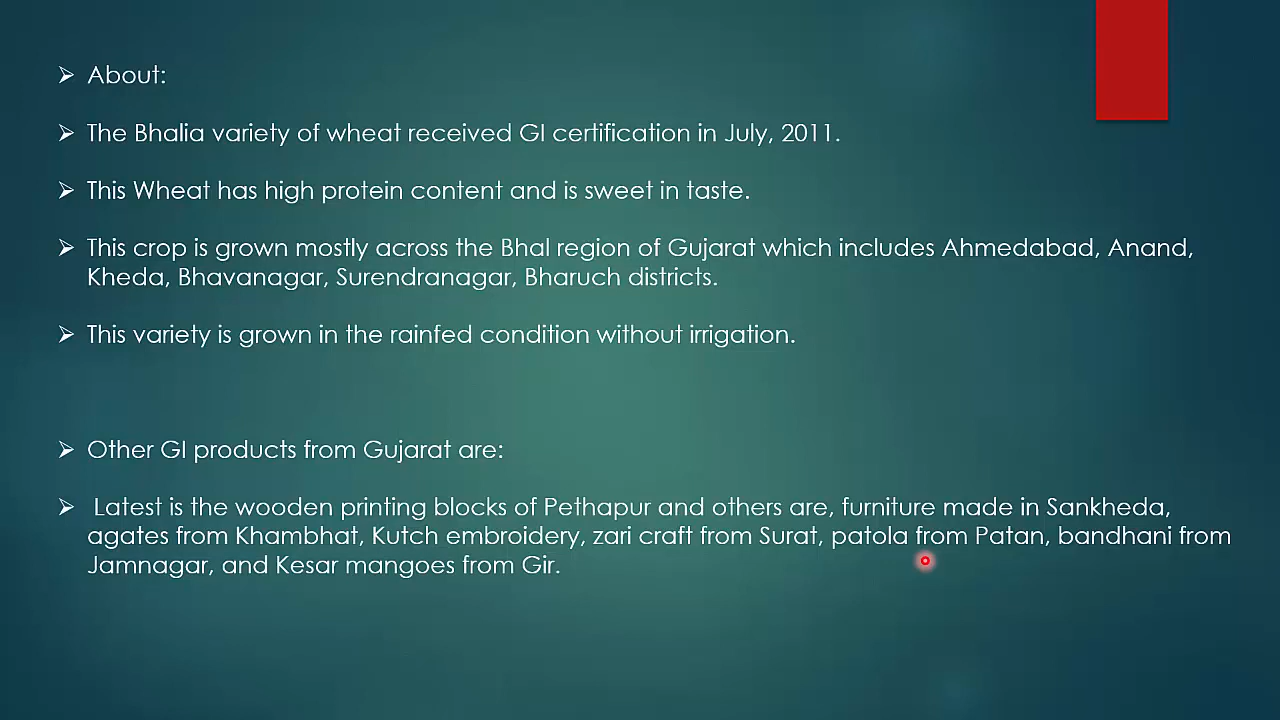 About:
The Bhalia variety of wheat received GI certification in July, 2011.
This Wheat has high protein content and is sweet in taste.
This crop is grown mostly across the Bhal region of Gujarat which includes Ahmedabad, Anand,
Kheda, Bhavanagar, Surendranagar, Bharuch districts.
This variety is grown in the rainfed condition without irrigation.
Other GI products from Gujarat are:
Latest is the wooden printing blocks of Pethapur and others are, furniture made in Sankheda,
agates from Khambhat, Kutch embroidery, zari craft from Surat, patola from Patan, bandhani from
Jamnagar, and Kesar mangoes from Gir.